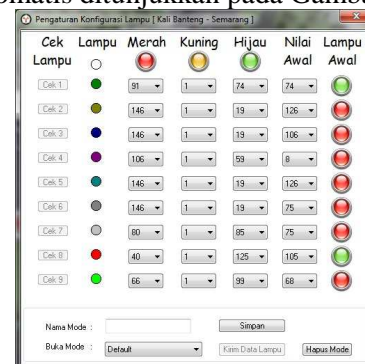 Pengaturan Konfigurasi Lampu [ Kali Banteng - Semarang ]
Cek Lampu Merah Kuning Hijau Nilai Lampu
Lampu Awal Awal
Cek 1 91 1 74 74
Cek 2 146 1 19 126
Cek 3 146 1 19 106
Cek 4 106 1 59 8
Cek 5 146 1 19 126
Cek 6 146 1 19 75
Cek 7 80 1 85 75
Cek 8 40 1 125 105
Cek 9 66 1 99 68
Nama Mode : Simpan
Buka Mode : Default Kirim Data Lampu Hapus Mode